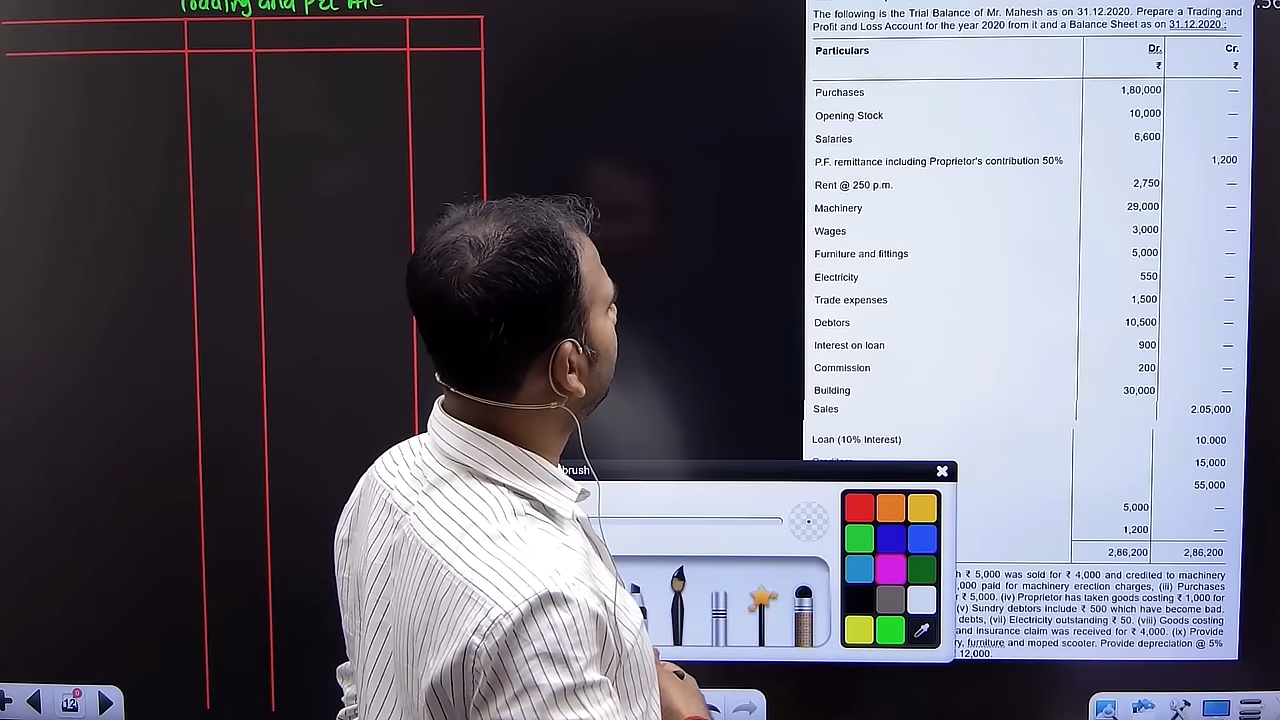 and P&L A/c
The following is the Trial Balance of Mr. Mahesh as on 31.12.2020. Prepare a Trading and
Profit and Loss Account for the year 2020 from it and a Balance Sheet as on 31.12.2020 :
Particulars Dr. Cr.
₹ ₹
Purchases 1,80,000 —
Opening Stock 10,000 —
Salaries 6,600 —
P.F. remittance including Proprietor's contribution 50% 1,200
Rent @ 250 p.m. 2,750 —
Machinery 29,000 —
Wages 3,000 —
Furniture and fittings 5,000 —
Electricity 550 —
Trade expenses 1,500 —
Debtors 10,500 —
Interest on loan 900 —
Commission 200 —
Building 30,000 —
Sales 2.05,000
Loan (10% Interest) 10.000
15,000
brush
55,000
5,000 —
1,200 —
2,86,200 2,86,200
₹ 5,000 was sold for ₹ 4,000 and credited to machinery
paid for machinery erection charges, (iii) Purchases
₹ 5,000. (iv) Proprietor has taken goods costing ₹ 1,000 for
(v) Sundry debtors include ₹ 500 which have become bad.
debts, (vii) Electricity outstanding ₹ 50. (viii) Goods costing
and insurance claim was received for ₹ 4,000. (ix) Provide
furniture and moped scooter. Provide depreciation @ 5%
12,000.
12
0